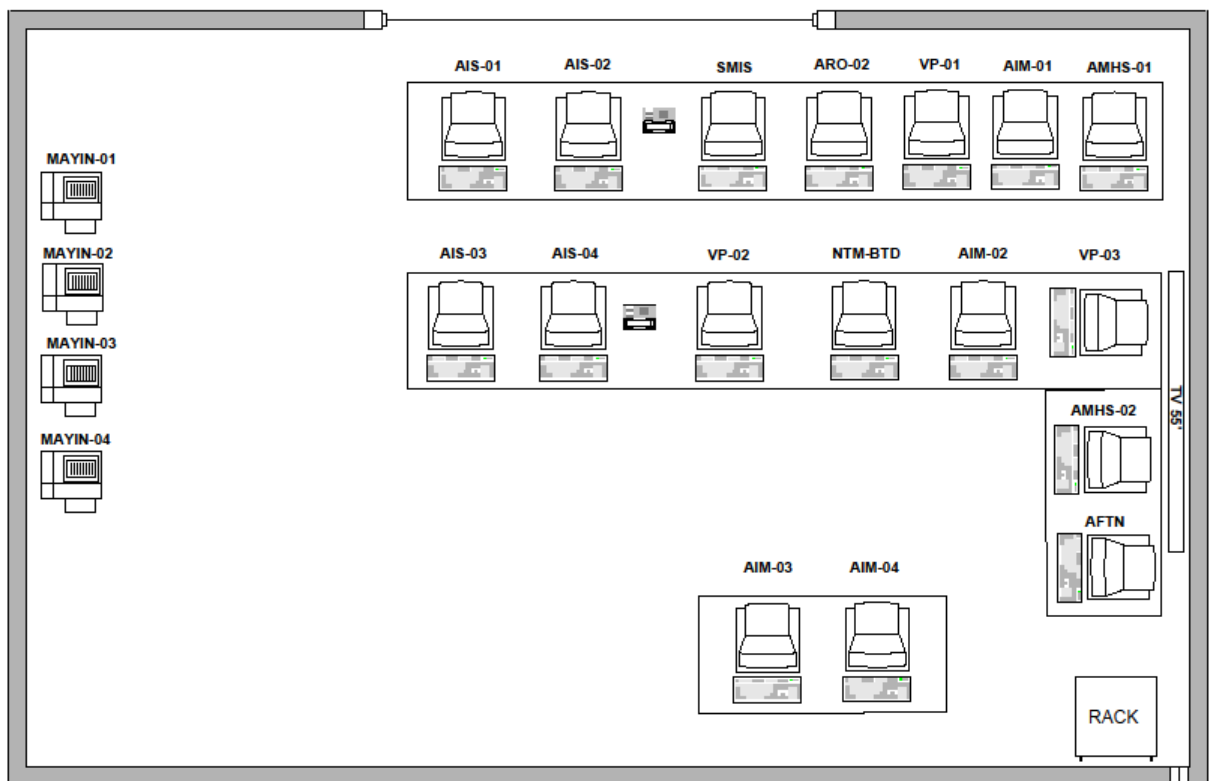 AIS-01
AIS-02
SMIS
ARO-02
VP-01
AIM-01
AMHS-01
MAYIN-01
MAYIN-02
MAYIN-03
MAYIN-04
AIS-03
AIS-04
VP-02
NTM-BTD
AIM-02
VP-03
TV 55'
AMHS-02
AFTN
AIM-03
AIM-04
RACK